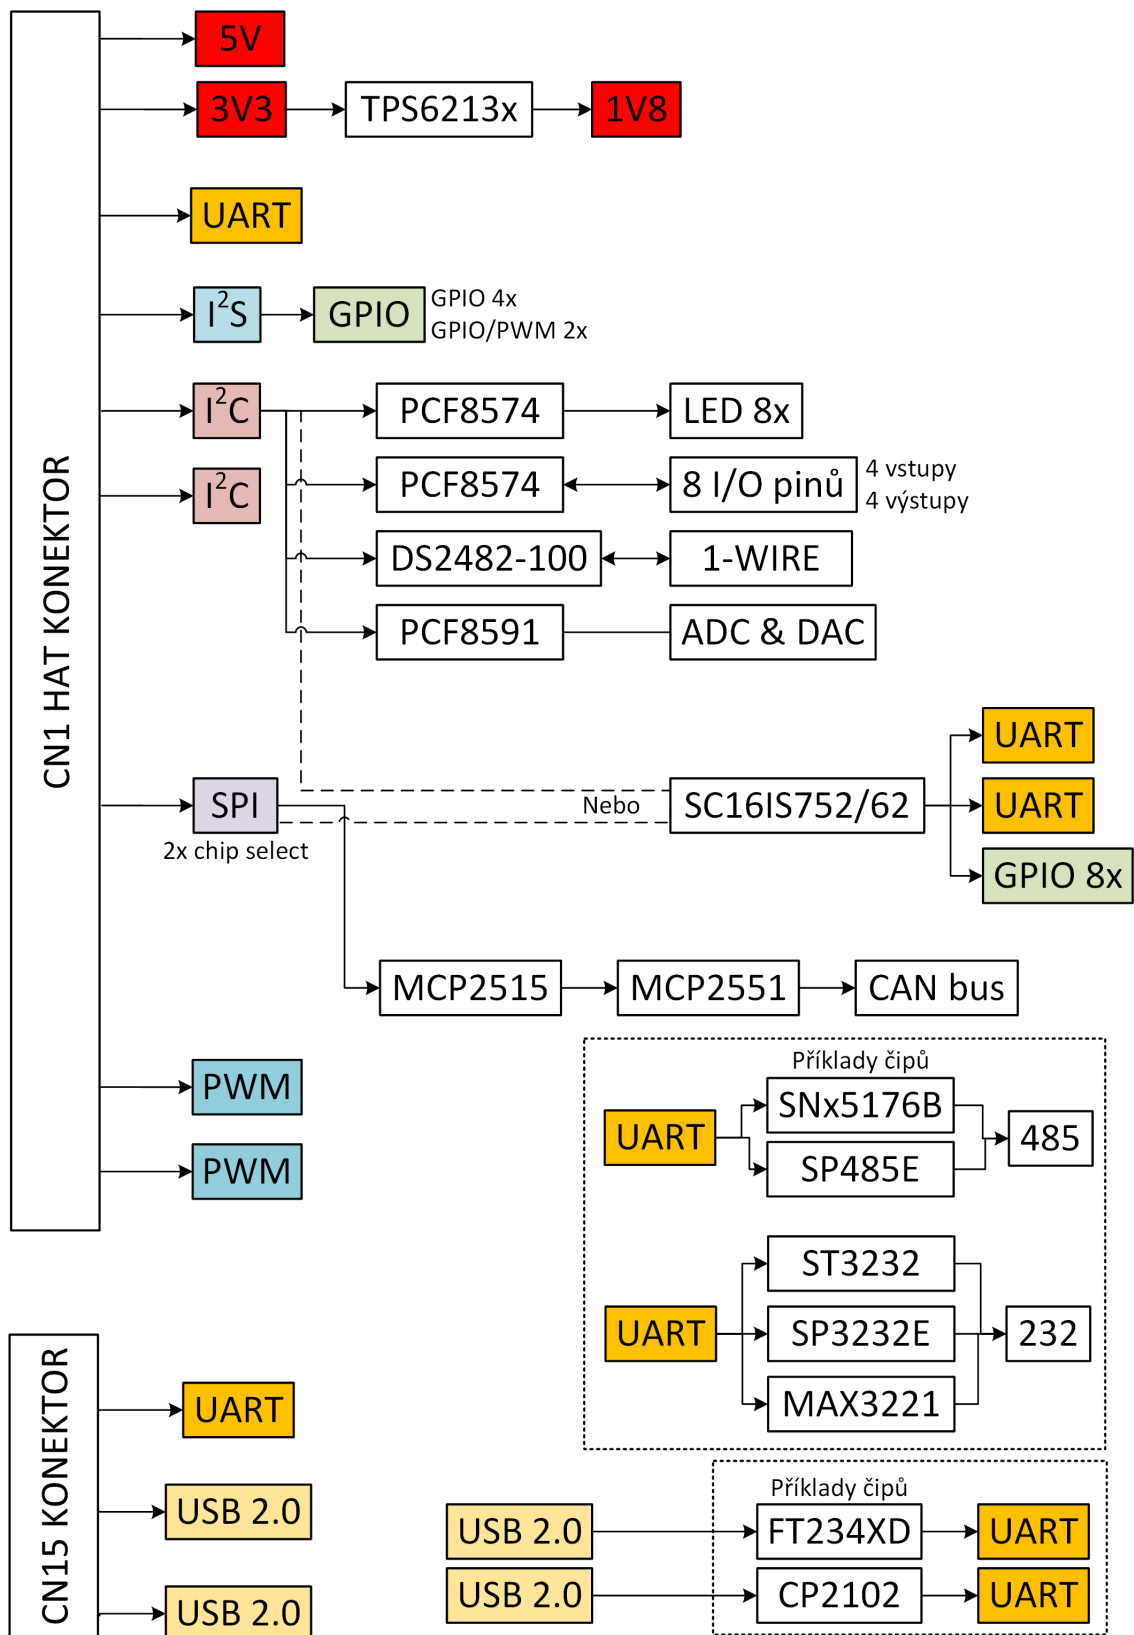 CN1 HAT KONEKTOR
5V
3V3
TPS6213x
1V8
UART
I²S
GPIO
GPIO 4x
GPIO/PWM 2x
I²C
PCF8574
LED 8x
I²C
PCF8574
8 I/O pinů
4 vstupy
4 výstupy
DS2482-100
1-WIRE
PCF8591
ADC & DAC
UART
SPI
2x chip select
Nebo
SC16IS752/62
UART
GPIO 8x
MCP2515
MCP2551
CAN bus
PWM
PWM
Příklady čipů
UART
SNx5176B
SP485E
485
UART
ST3232
SP3232E
MAX3221
232
CN15 KONEKTOR
UART
USB 2.0
USB 2.0
Příklady čipů
USB 2.0
FT234XD
UART
USB 2.0
CP2102
UART